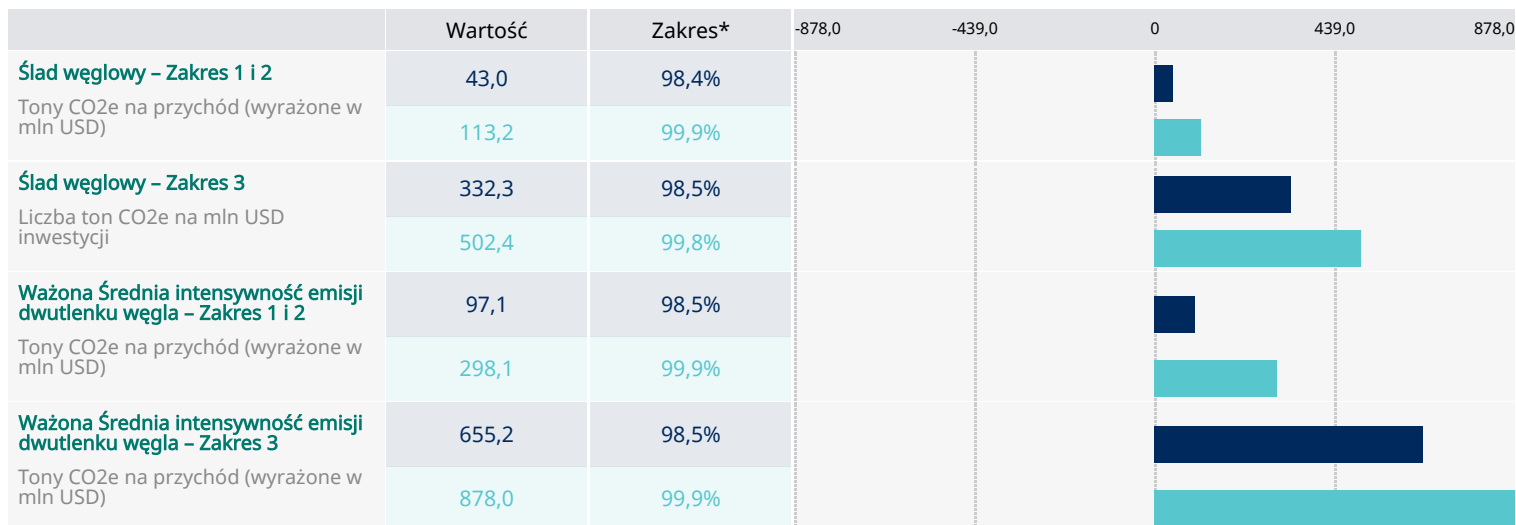 Wartość Zakres* -878,0 -439,0 0 439,0 878,0
Ślad węglowy – Zakres 1 i 2
Tony CO2e na przychód (wyrażone w
mln USD)
43,0 98,4%
113,2 99,9%
Ślad węglowy – Zakres 3
Liczba ton CO2e na mln USD
inwestycji
332,3 98,5%
502,4 99,8%
Ważona Średnia intensywność emisji
dwutlenku węgla – Zakres 1 i 2
Tony CO2e na przychód (wyrażone w
mln USD)
97,1 98,5%
298,1 99,9%
Ważona Średnia intensywność emisji
dwutlenku węgla – Zakres 3
Tony CO2e na przychód (wyrażone w
mln USD)
655,2 98,5%
878,0 99,9%